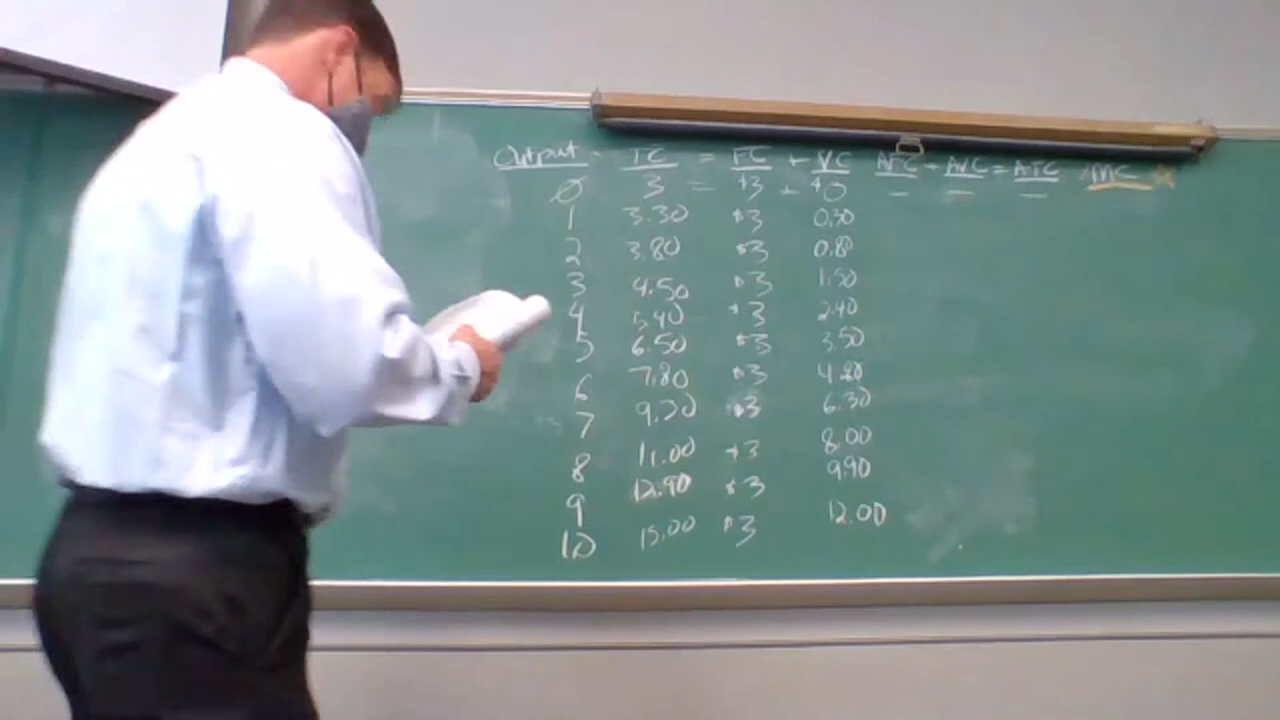 Output - TC = FC + VC AFC + AVC = ATC MC
0 3 = $3 + $0
1 3.30 $3 0.30
2 3.80 $3 0.80
3 4.50 $3 1.50
4 5.40 $3 2.40
5 6.50 $3 3.50
6 7.80 $3 4.80
7 9.30 $3 6.30
8 11.00 $3 8.00
9 12.90 $3 9.90
10 15.00 $3 12.00